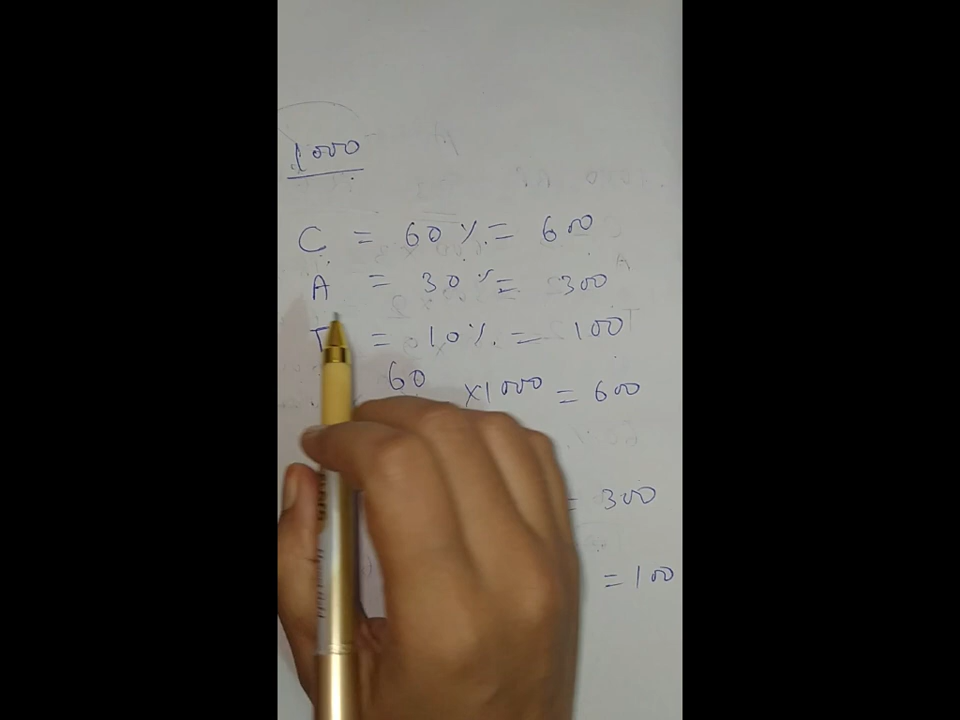 1000
C = 60 %. = 600
A = 30 % = 300
T = 10 %. = 100
60 x1000 = 600
= 300
= 100